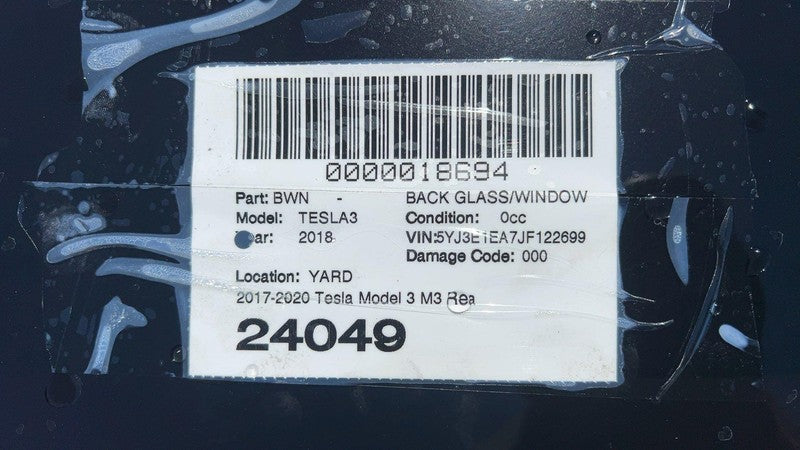 0000018694
Part: BWN - BACK GLASS/WINDOW
Model: TESLA3 Condition: 0cc
ar: 2018 VIN:5YJ3E1EA7JF122699
Damage Code: 000
Location: YARD
2017-2020 Tesla Model 3 M3 Rea
24049